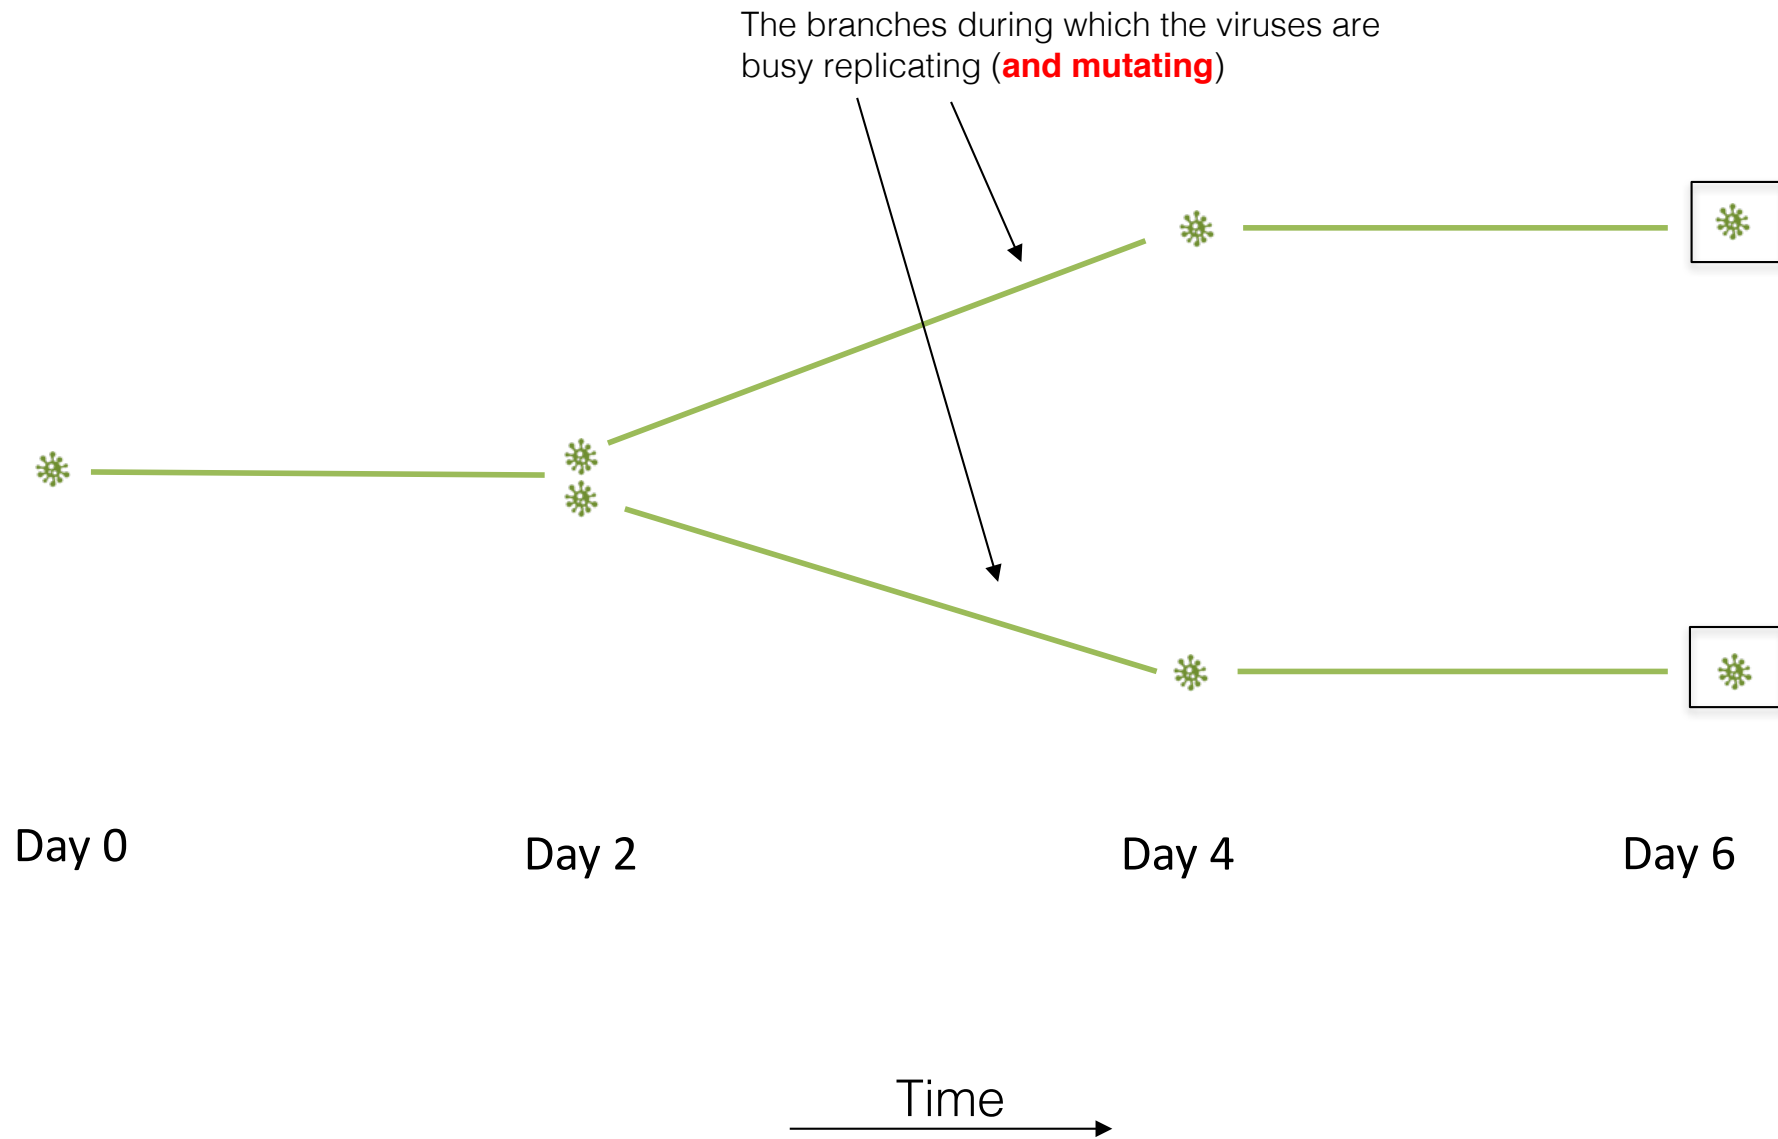 The branches during which the viruses are
busy replicating (and mutating)
Day 0
Day 2
Day 4
Day 6
Time